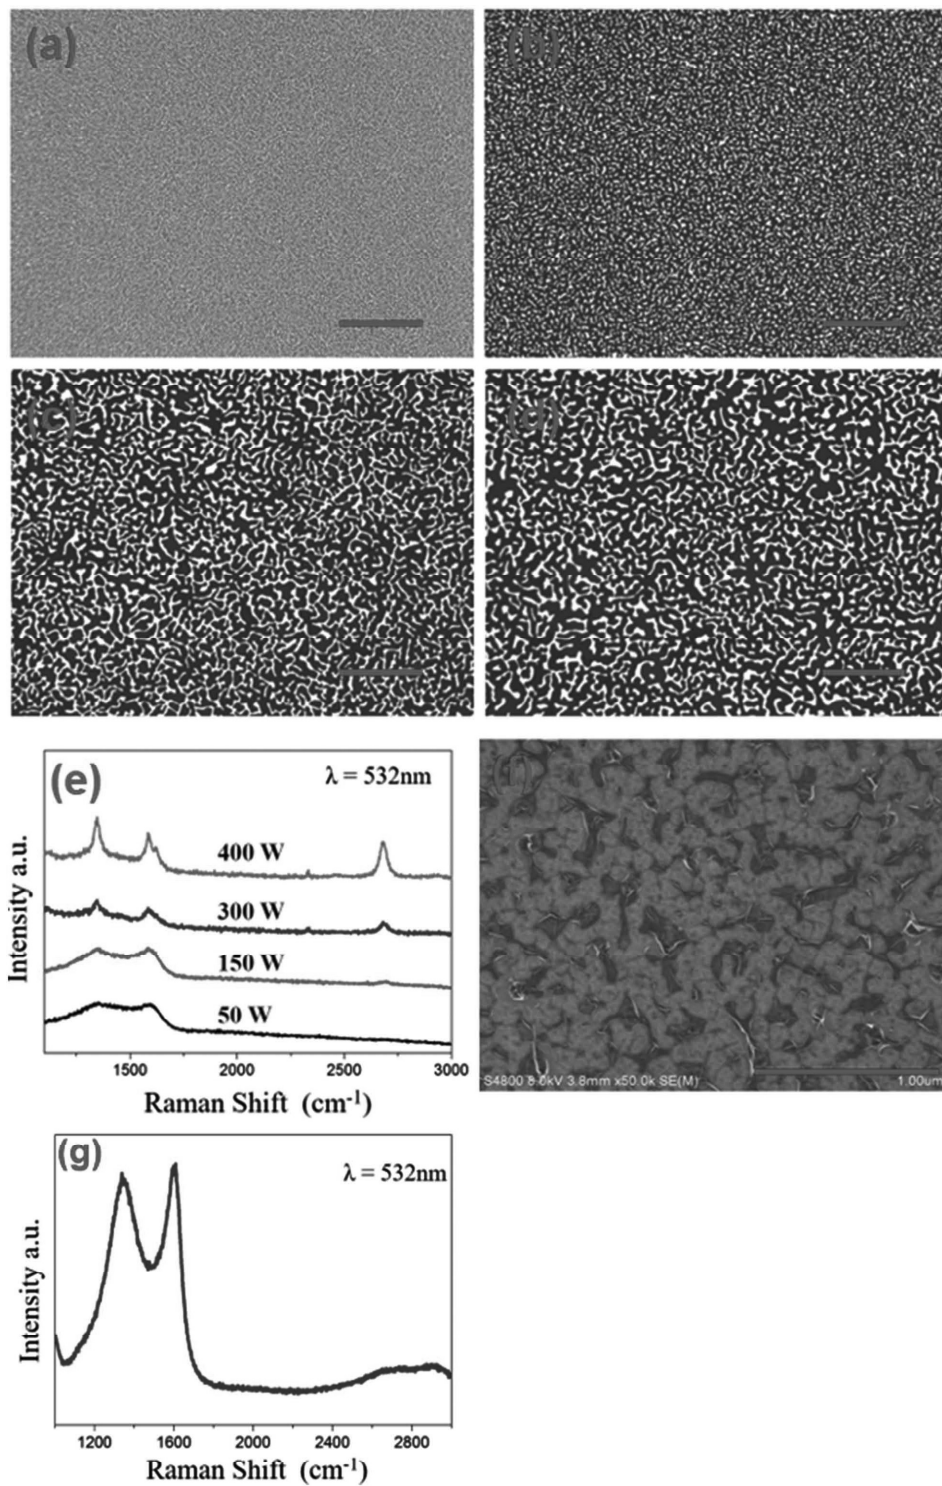 (a)
(b)
(c)
(d)
(e)
λ = 532nm
400 W
300 W
150 W
50 W
Intensity a.u.
1500
2000
2500
3000
Raman Shift (cm-1)
(f)
S4800 8.0kV 3.8mm x50.0k SE(M)
1.00um
(g)
λ = 532nm
Intensity a.u.
1200
1600
2000
2400
2800
Raman Shift (cm-1)